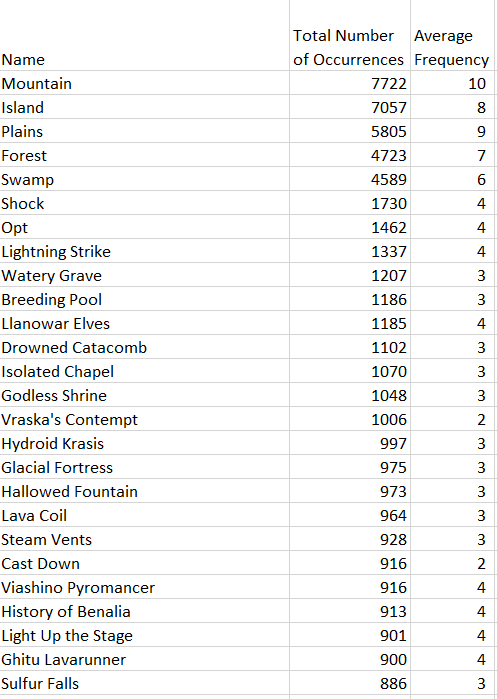 Total Number Average
Name of Occurrences Frequency
Mountain 7722 10
Island 7057 8
Plains 5805 9
Forest 4723 7
Swamp 4589 6
Shock 1730 4
Opt 1462 4
Lightning Strike 1337 4
Watery Grave 1207 3
Breeding Pool 1186 3
Llanowar Elves 1185 4
Drowned Catacomb 1102 3
Isolated Chapel 1070 3
Godless Shrine 1048 3
Vraska's Contempt 1006 2
Hydroid Krasis 997 3
Glacial Fortress 975 3
Hallowed Fountain 973 3
Lava Coil 964 3
Steam Vents 928 3
Cast Down 916 2
Viashino Pyromancer 916 4
History of Benalia 913 4
Light Up the Stage 901 4
Ghitu Lavarunner 900 4
Sulfur Falls 886 3